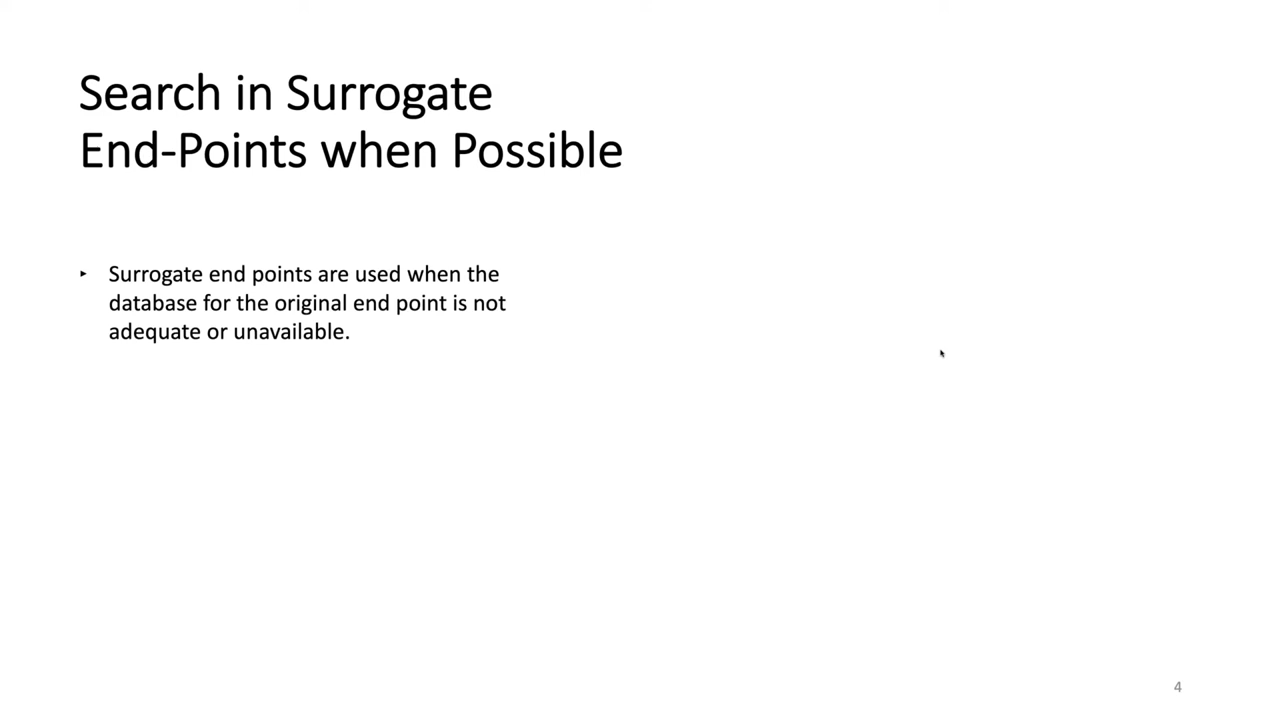 Search in Surrogate
End-Points when Possible
‣ Surrogate end points are used when the
database for the original end point is not
adequate or unavailable.
4